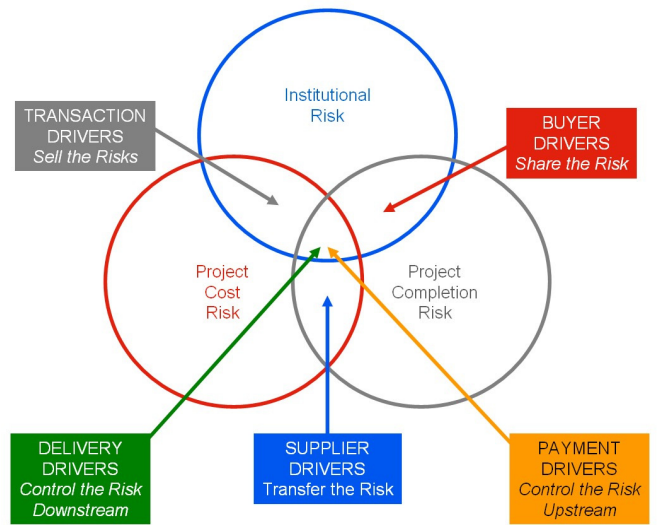 Institutional
Risk
TRANSACTION
DRIVERS
Sell the Risks
BUYER
DRIVERS
Share the Risk
Project
Cost
Risk
Project
Completion
Risk
DELIVERY
DRIVERS
Control the Risk
Downstream
SUPPLIER
DRIVERS
Transfer the Risk
PAYMENT
DRIVERS
Control the Risk
Upstream